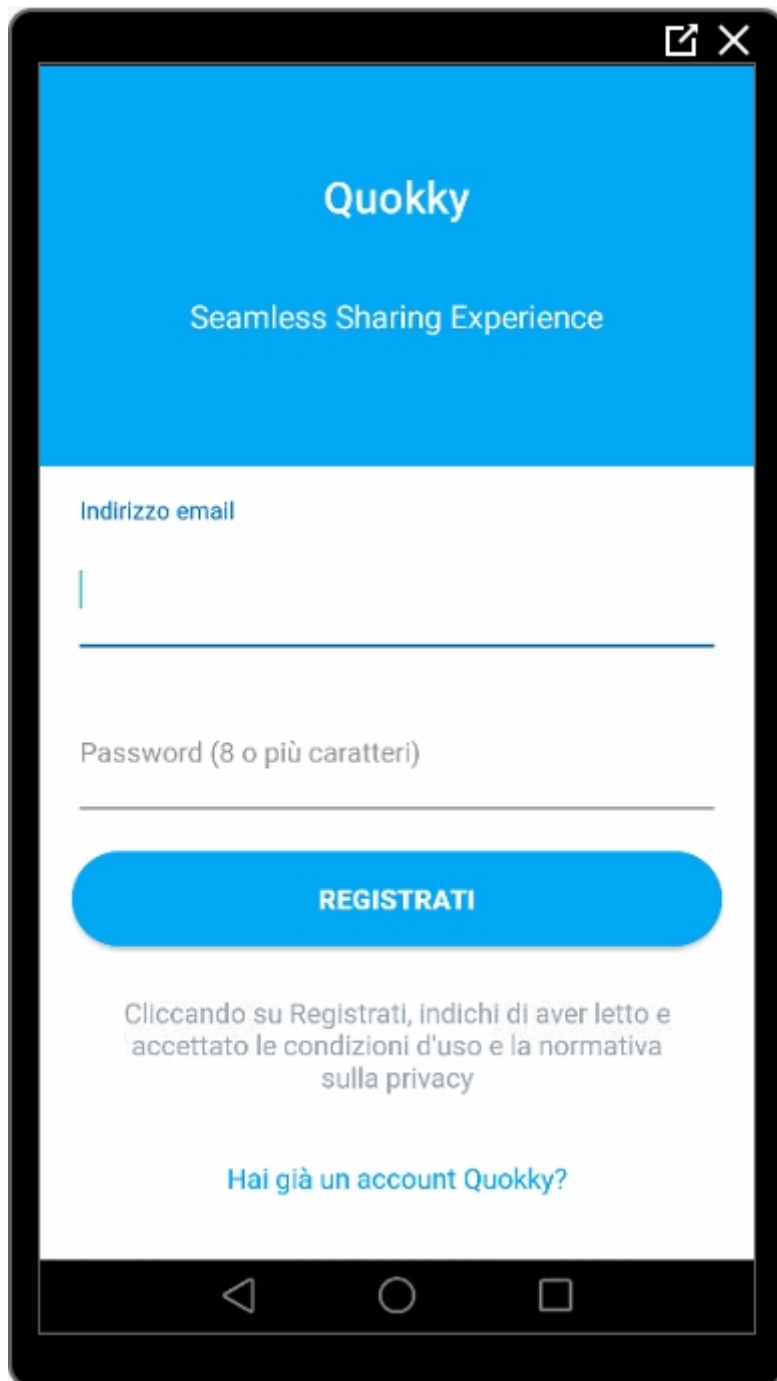 Quokky
Seamless Sharing Experience
Indirizzo email
Password (8 o più caratteri)
REGISTRATI
Cliccando su Registrati, indichi di aver letto e
accettato le condizioni d'uso e la normativa
sulla privacy
Hai già un account Quokky?